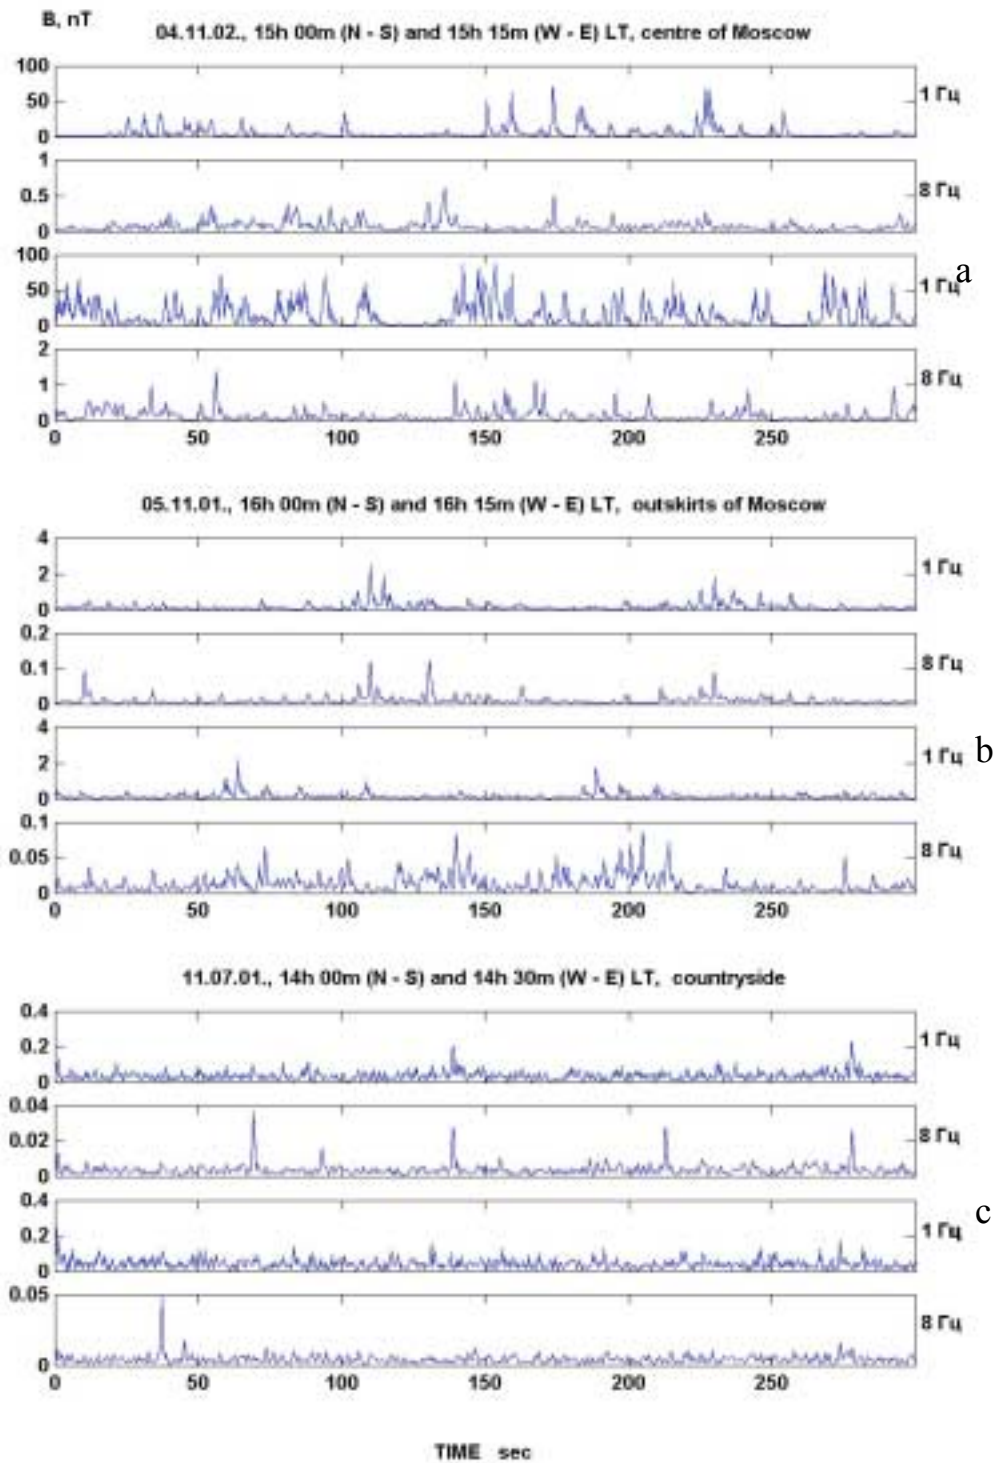 B, nT
04.11.02., 15h 00m (N - S) and 15h 15m (W - E) LT, centre of Moscow
100
50
0
1 Гц
1
0.5
0
8 Гц
100
50
0
1 Гц
a
2
1
0
8 Гц
0 50 100 150 200 250
05.11.01., 16h 00m (N - S) and 16h 15m (W - E) LT, outskirts of Moscow
4
2
0
1 Гц
0.2
0.1
0
8 Гц
4
2
0
1 Гц
b
0.1
0.05
0
8 Гц
0 50 100 150 200 250
11.07.01., 14h 00m (N - S) and 14h 30m (W - E) LT, countryside
0.4
0.2
0
1 Гц
0.04
0.02
0
8 Гц
0.4
0.2
0
1 Гц
c
0.05
0
8 Гц
0 50 100 150 200 250
TIME sec